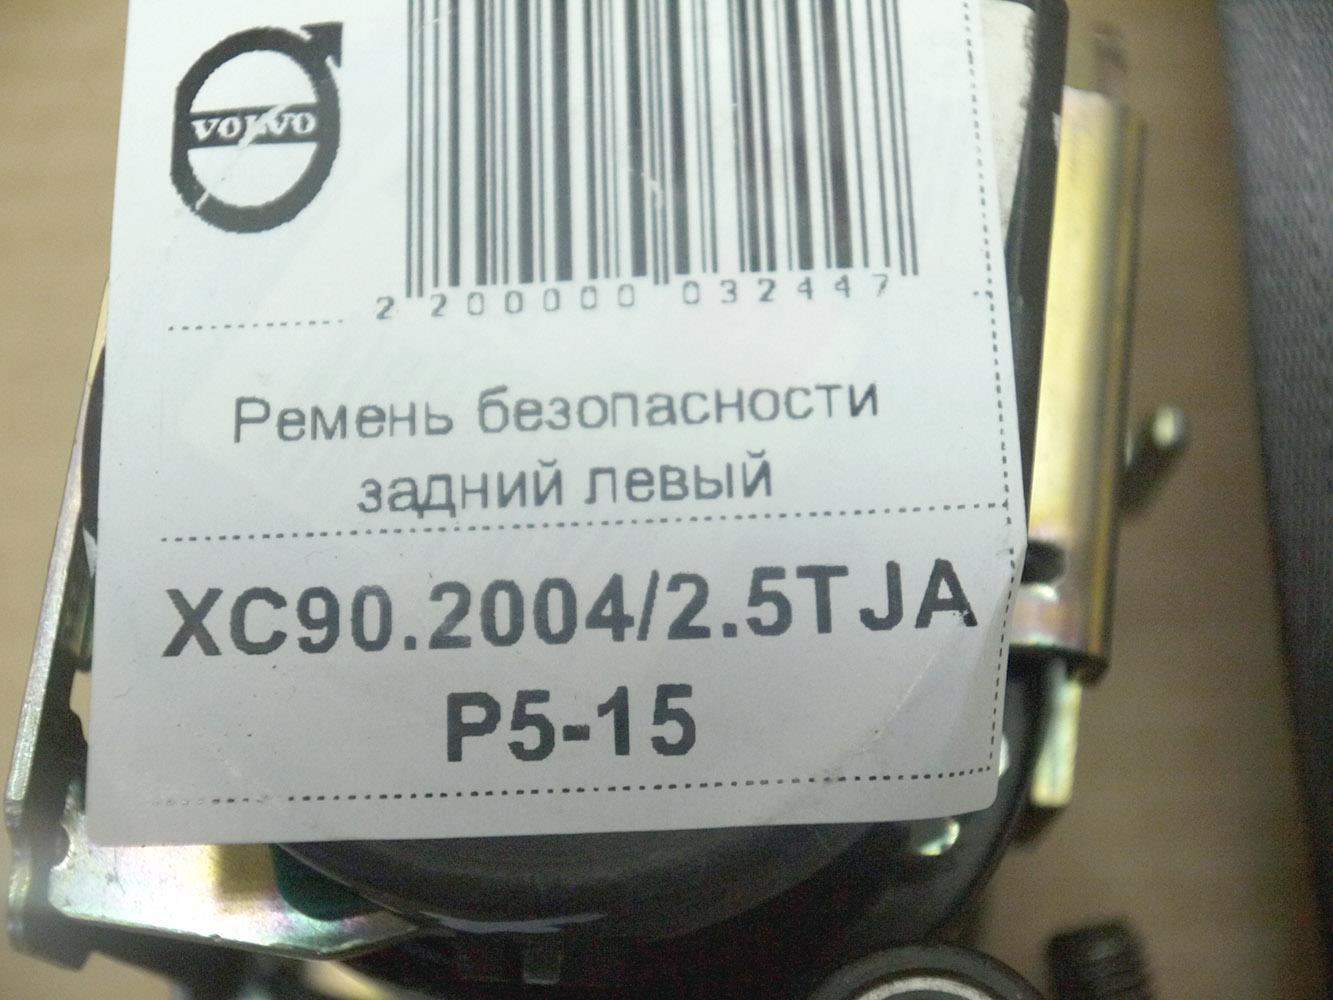 VOLVO
2 200000 032447
Ремень безопасности
задний левый
XC90.2004/2.5TJA
P5-15